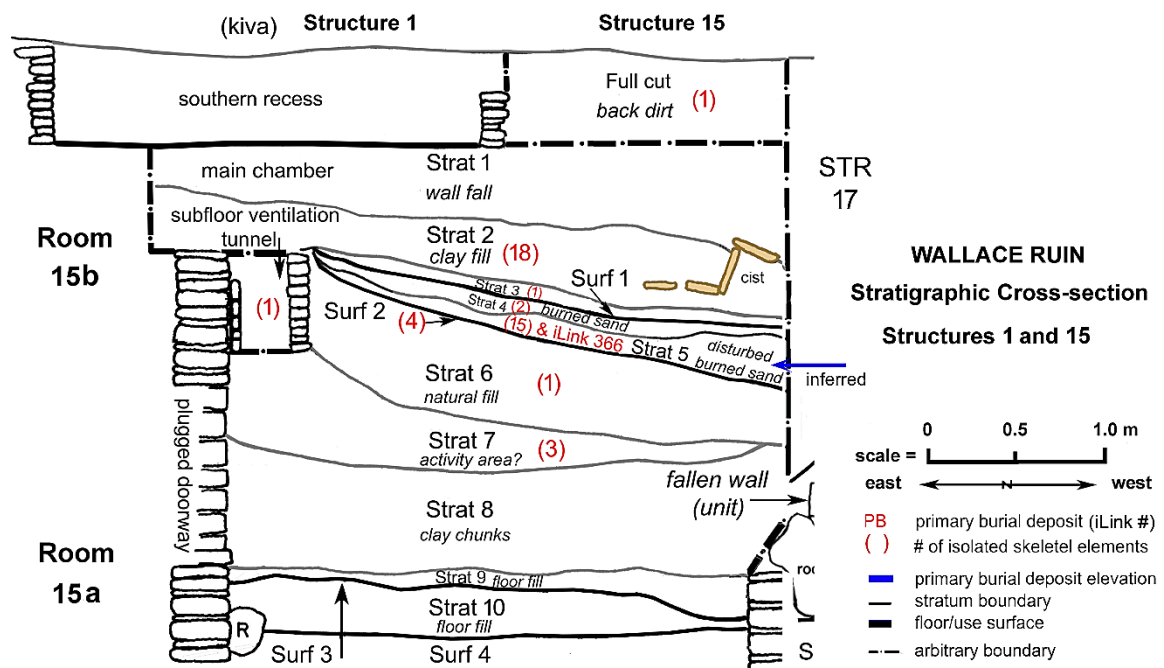 (kiva) Structure 1 Structure 15
southern recess
Full cut
back dirt (1)
main chamber
Strat 1
wall fall
STR
17
subfloor ventilation
tunnel
Room
15b
Strat 2
clay fill (18)
cist
Surf 1
Strat 3 (1)
Strat 4 (2) burned sand
(15) & iLink 366
Surf 2
(4)
(1)
Strat 5 disturbed
burned sand
inferred
Strat 6
natural fill (1)
Strat 7
activity area? (3)
plugged doorway
fallen wall
(unit)
Strat 8
clay chunks
Room
15a
Strat 9 floor fill
Strat 10
floor fill
R
Surf 3
Surf 4
S
WALLACE RUIN
Stratigraphic Cross-section
Structures 1 and 15
0 0.5 1.0 m
scale =
east N west
PB primary burial deposit (iLink #)
( ) # of isolated skeletel elements
primary burial deposit elevation
stratum boundary
floor/use surface
arbitrary boundary